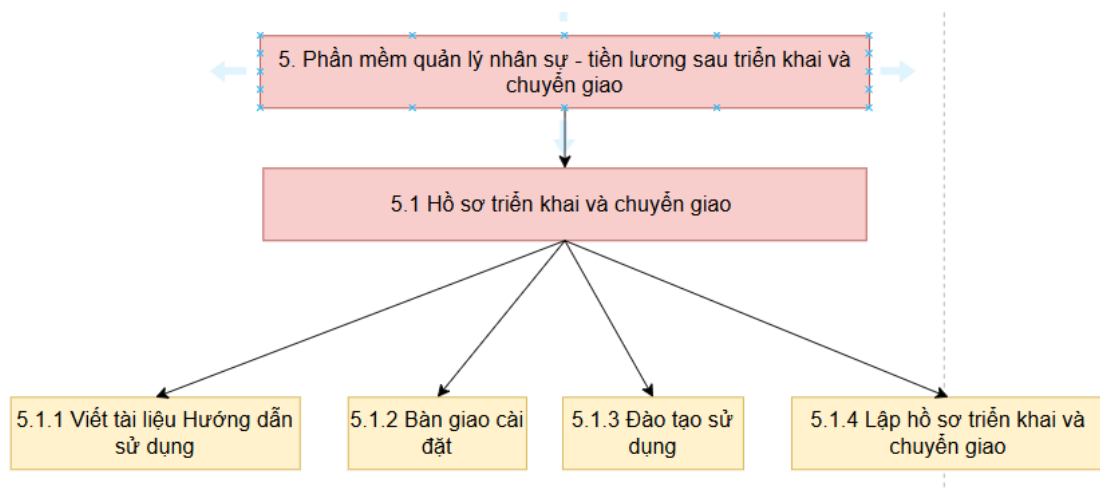 5. Phần mềm quản lý nhân sự - tiền lương sau triển khai và
chuyển giao
5.1 Hồ sơ triển khai và chuyển giao
5.1.1 Viết tài liệu Hướng dẫn
sử dụng
5.1.2 Bàn giao cài
đặt
5.1.3 Đào tạo sử
dụng
5.1.4 Lập hồ sơ triển khai và
chuyển giao